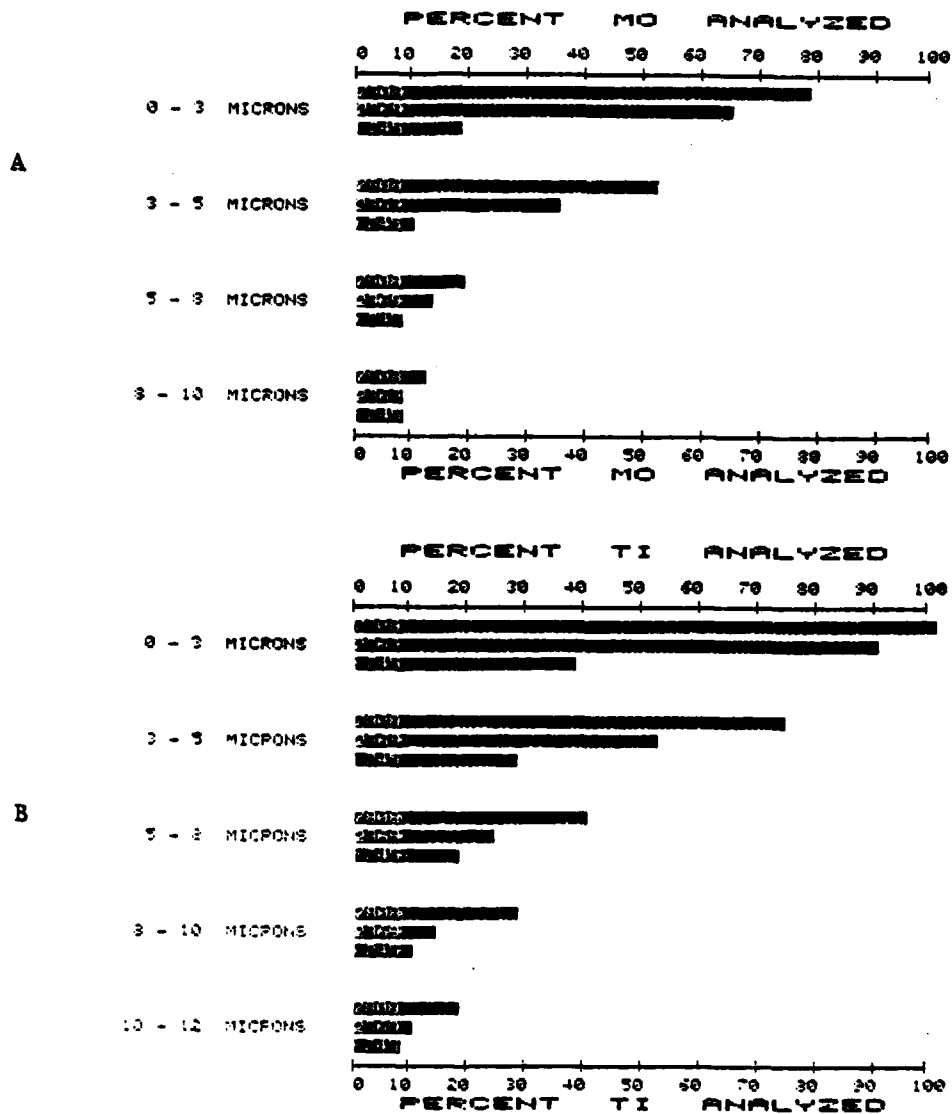 PERCENT MO ANALYZED
0 10 20 30 40 50 60 70 80 90 100
0 - 3 MICRONS
A
3 - 5 MICRONS
5 - 8 MICRONS
8 - 10 MICRONS
0 10 20 30 40 50 60 70 80 90 100
PERCENT MO ANALYZED
PERCENT TI ANALYZED
0 10 20 30 40 50 60 70 80 90 100
0 - 3 MICRONS
3 - 5 MICRONS
B
5 - 8 MICRONS
8 - 10 MICRONS
10 - 12 MICRONS
0 10 20 30 40 50 60 70 80 90 100
PERCENT TI ANALYZED